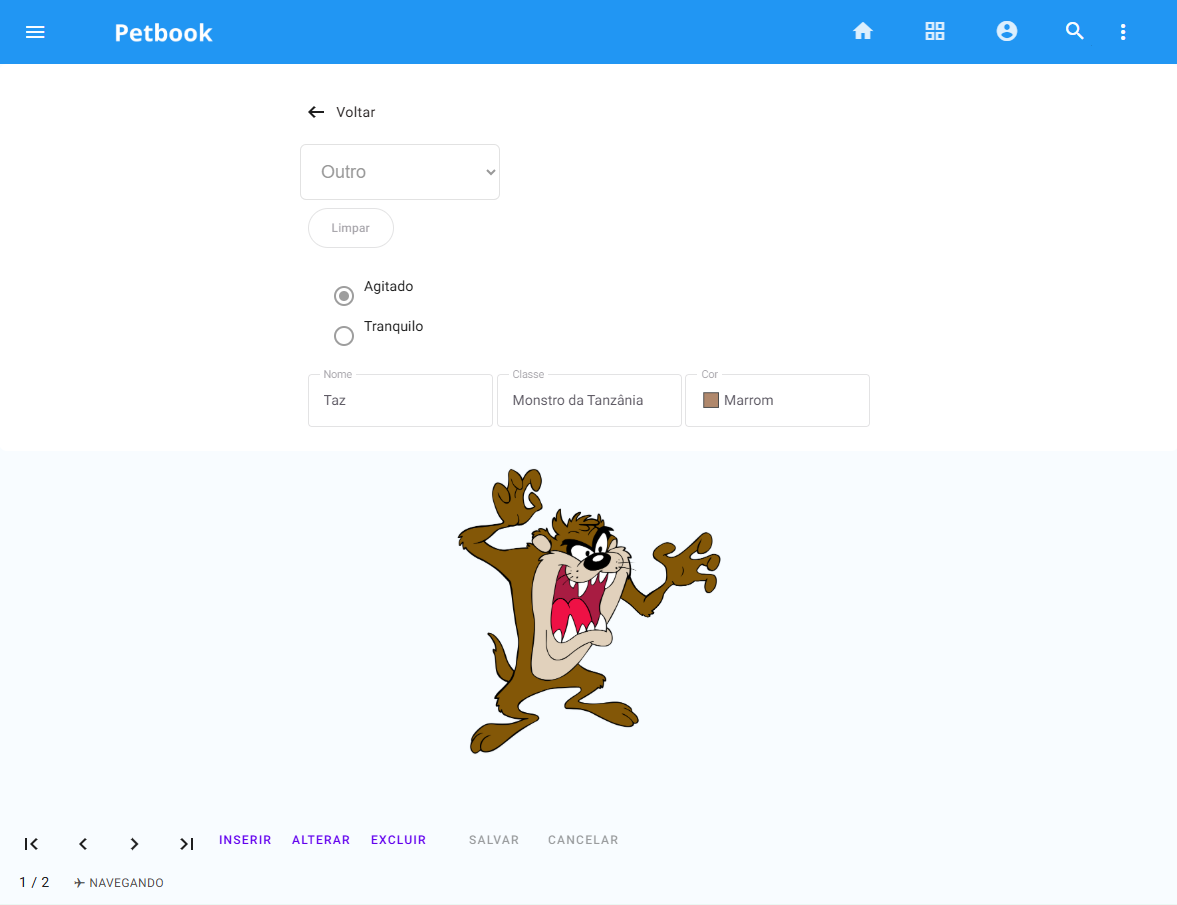 Petbook
Voltar
Outro
Limpar
Agitado
Tranquilo
Nome Classe Cor
Taz Monstro da Tanzânia Marrom
INSERIR ALTERAR EXCLUIR SALVAR CANCELAR
1 / 2 NAVEGANDO